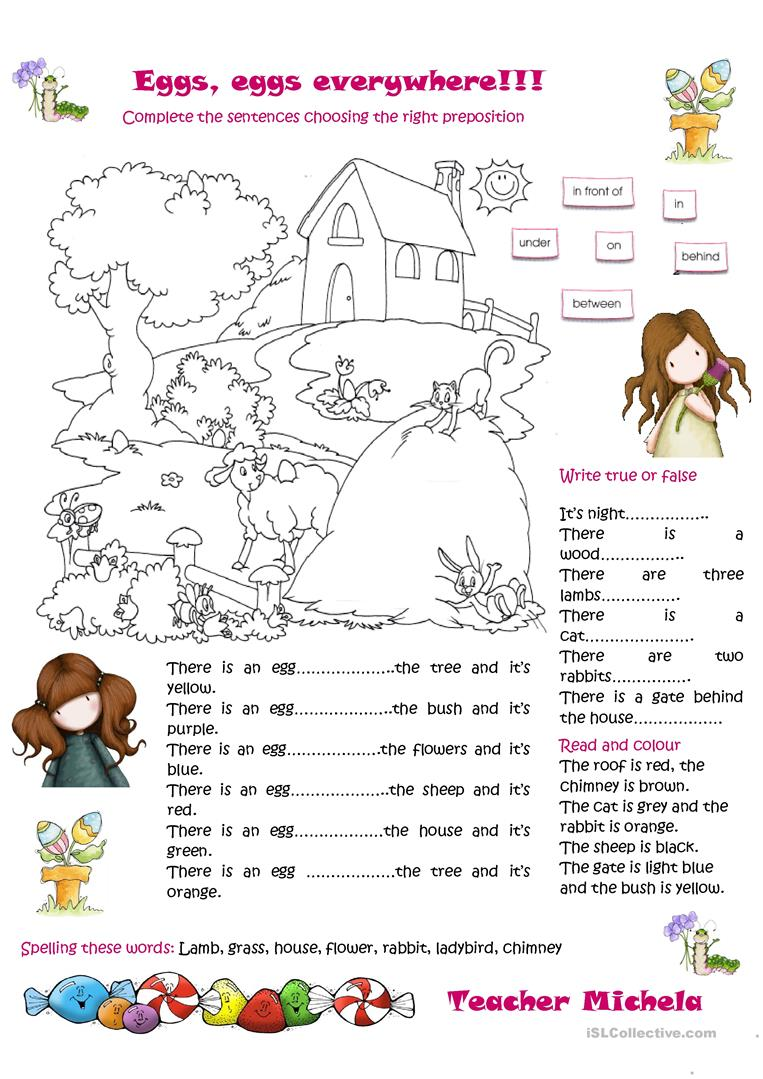 Eggs, eggs everywhere!!!
Complete the sentences choosing the right preposition
in front of
in
under
on
behind
between
Write true or false
It's night……………..
There is a
wood……………..
There are three
lambs…………….
There is a
cat………………….
There are two
rabbits…………….
There is a gate behind
the house………………
There is an egg………………..the tree and it's
yellow.
There is an egg………………..the bush and it's
purple.
There is an egg……………….the flowers and it's
blue.
There is an egg………………..the sheep and it's
red.
There is an egg………………the house and it's
green.
There is an egg ………………the tree and it's
orange.
Read and colour
The roof is red, the
chimney is brown.
The cat is grey and the
rabbit is orange.
The sheep is black.
The gate is light blue
and the bush is yellow.
Spelling these words: Lamb, grass, house, flower, rabbit, ladybird, chimney
Teacher Michela
iSLCollective.com